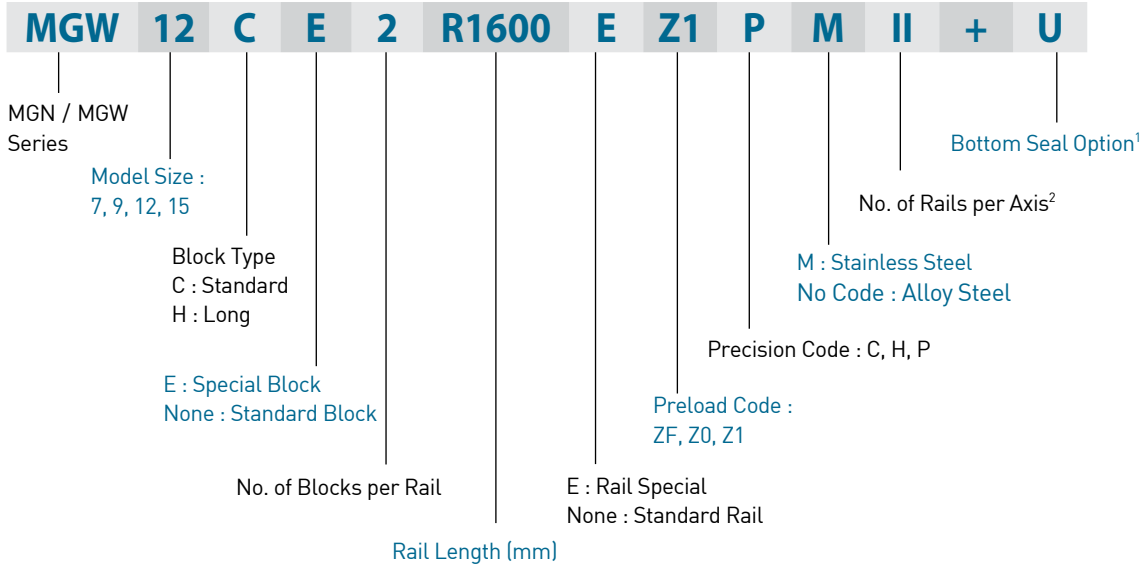 MGW 12 C E 2 R1600 E Z1 P M II + U
MGN / MGW
Series
Bottom Seal Option¹
Model Size :
7, 9, 12, 15
No. of Rails per Axis²
Block Type
C : Standard
H : Long
M : Stainless Steel
No Code : Alloy Steel
Precision Code : C, H, P
E : Special Block
None : Standard Block
Preload Code :
ZF, Z0, Z1
No. of Blocks per Rail
E : Rail Special
None : Standard Rail
Rail Length (mm)